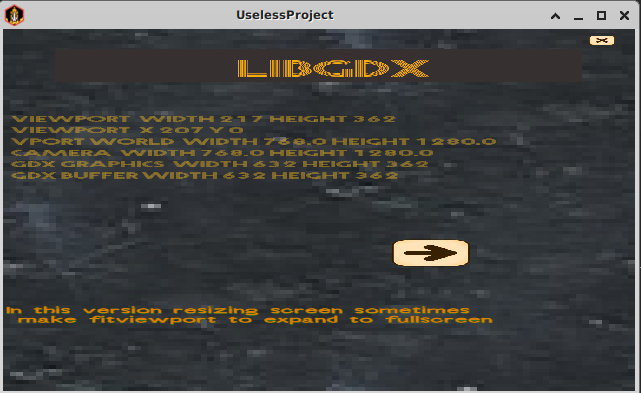 UselessProject
LIBGDX
VIEWPORT WIDTH 217 HEIGHT 362
VIEWPORT X 207 Y 0
VPORT WORLD WIDTH 768.0 HEIGHT 1280.0
CAMERA WIDTH 768.0 HEIGHT 1280.0
GDX GRAPHICS WIDTH 632 HEIGHT 362
GDX BUFFER WIDTH 632 HEIGHT 362
In this version resizing screen sometimes
make fitviewport to expand to fullscreen